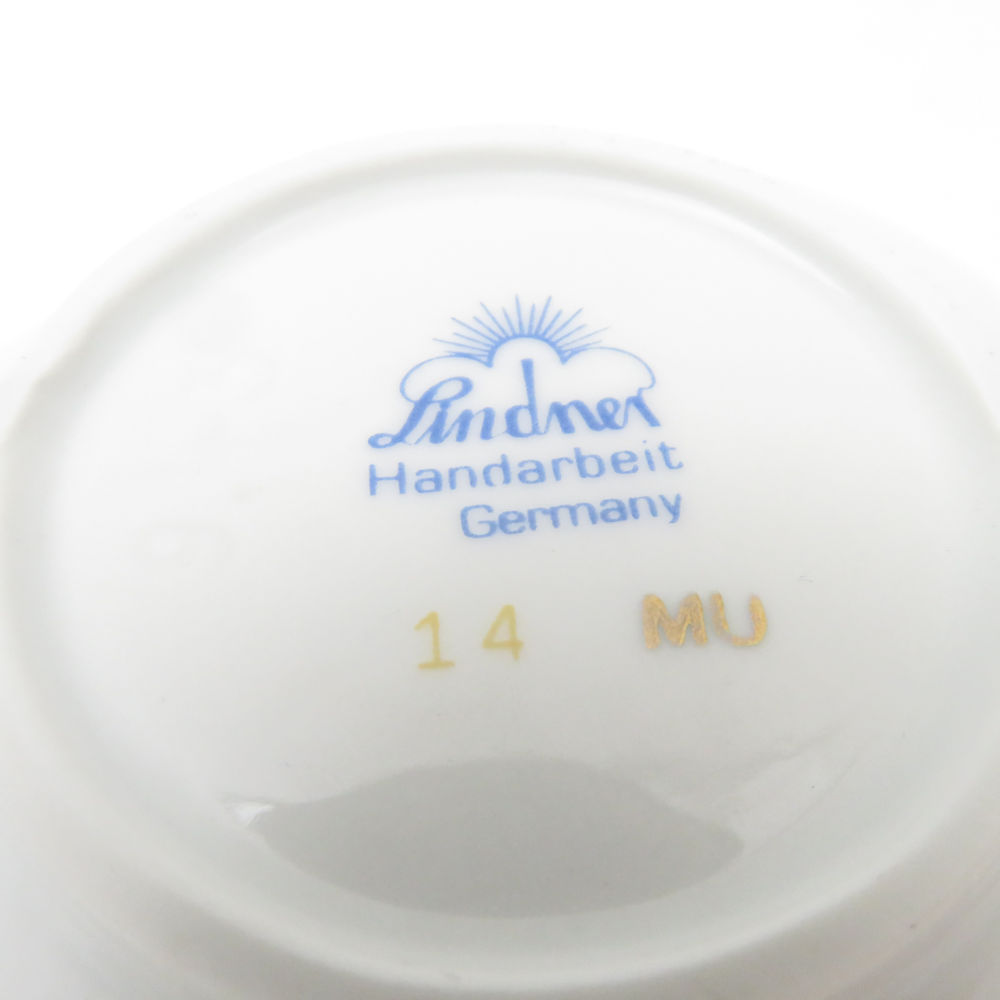 Lindner
Handarbeit
Germany
14 MU